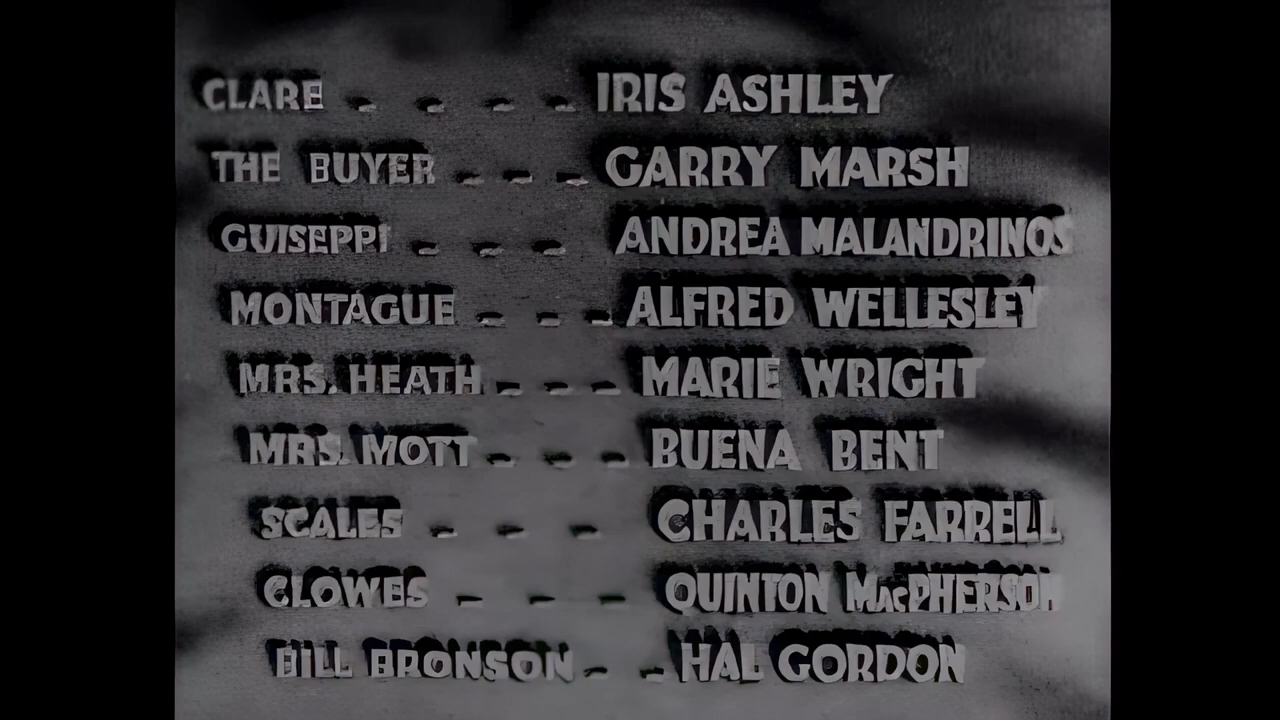 CLARE - - - - IRIS ASHLEY
THE BUYER - - - GARRY MARSH
GUISEPPI - - - ANDREA MALANDRINOS
MONTAGUE - - - ALFRED WELLESLEY
MRS. HEATH - - - MARIE WRIGHT
MRS. MOTT - - - BUENA BENT
SCALES - - - CHARLES FARRELL
CLOWES - - - QUINTON MACPHERSON
BILL BRONSON - - HAL GORDON